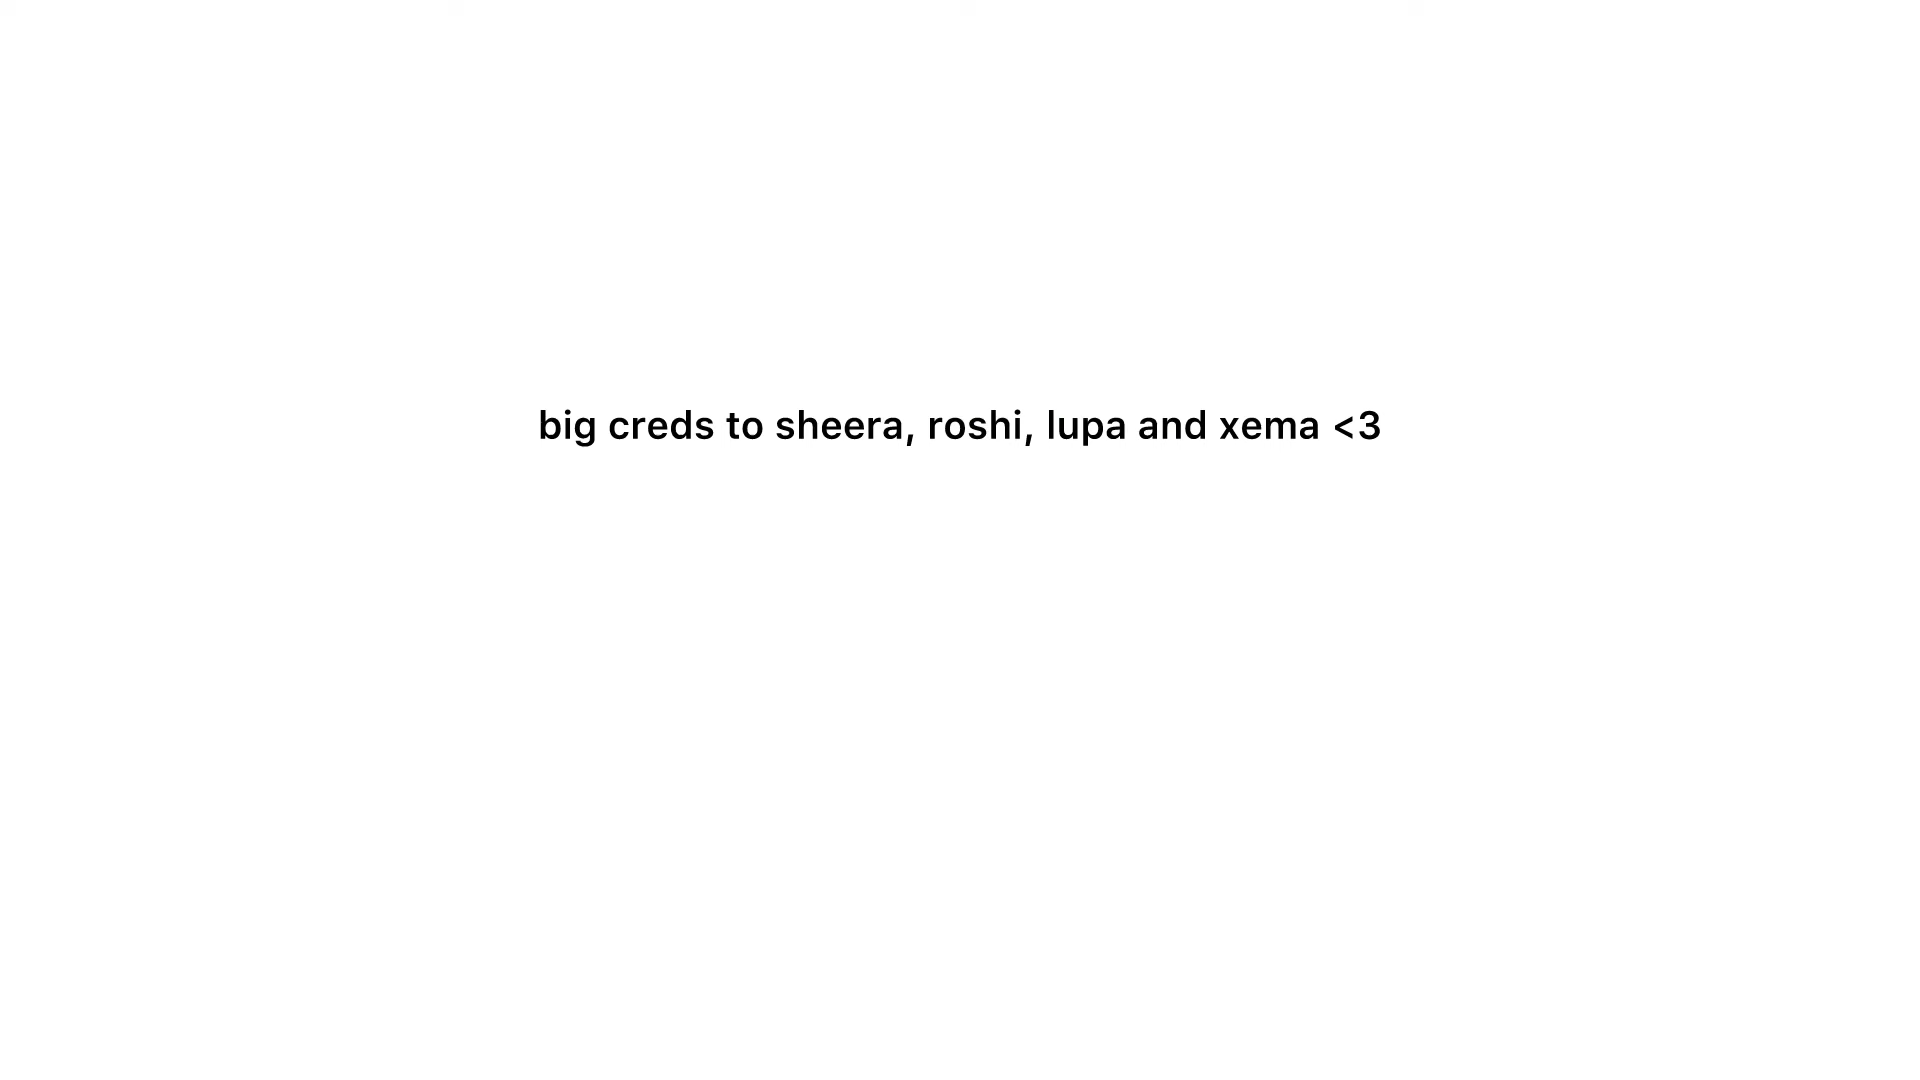 big creds to sheera, roshi, lupa and xema <3